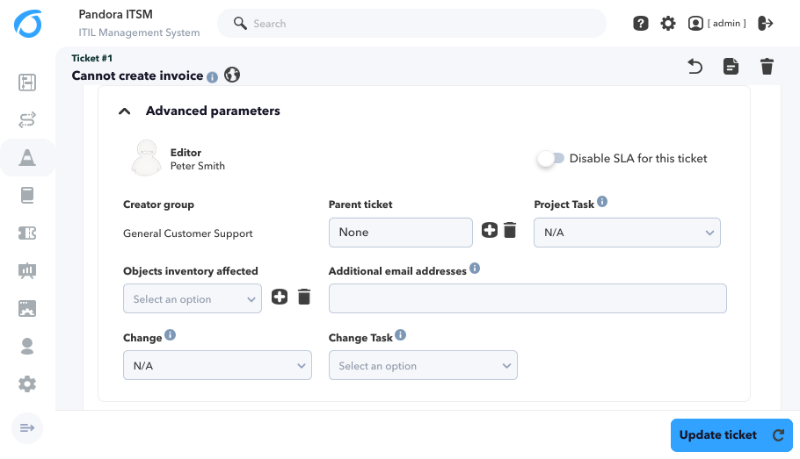 Pandora ITSM
ITIL Management System
Search
[ admin ]
Ticket #1
Cannot create invoice
Advanced parameters
Editor
Peter Smith
Disable SLA for this ticket
Creator group
Parent ticket
Project Task
General Customer Support
None
N/A
Objects inventory affected
Additional email addresses
Select an option
Change
Change Task
N/A
Select an option
Update ticket